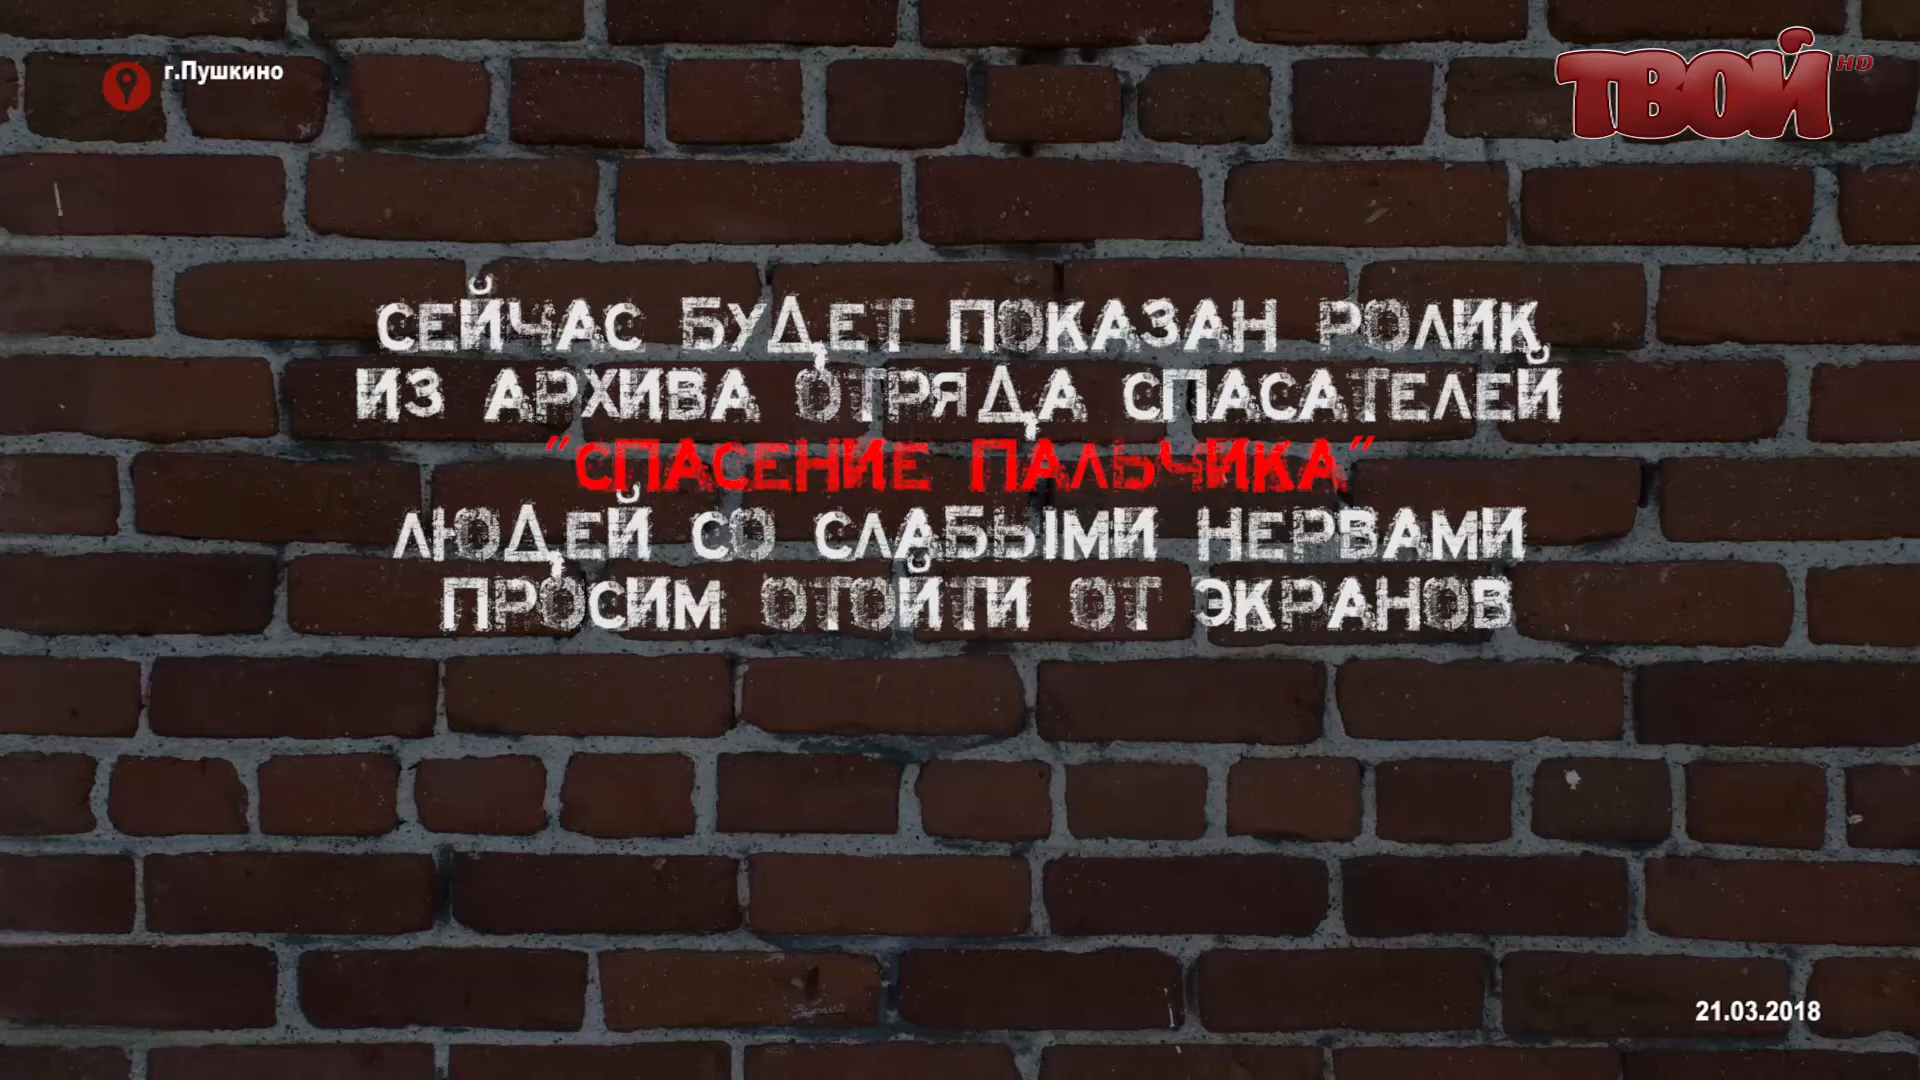 г.Пушкино
ТВОЙ HD
СЕЙЧАС БУДЕТ ПОКАЗАН РОЛИК
ИЗ АРХИВА ОТРЯДА СПАСАТЕЛЕЙ
"СПАСЕНИЕ ПАЛЬЧИКА"
ЛЮДЕЙ СО СЛАБЫМИ НЕРВАМИ
ПРОСИМ ОТОЙТИ ОТ ЭКРАНОВ
21.03.2018